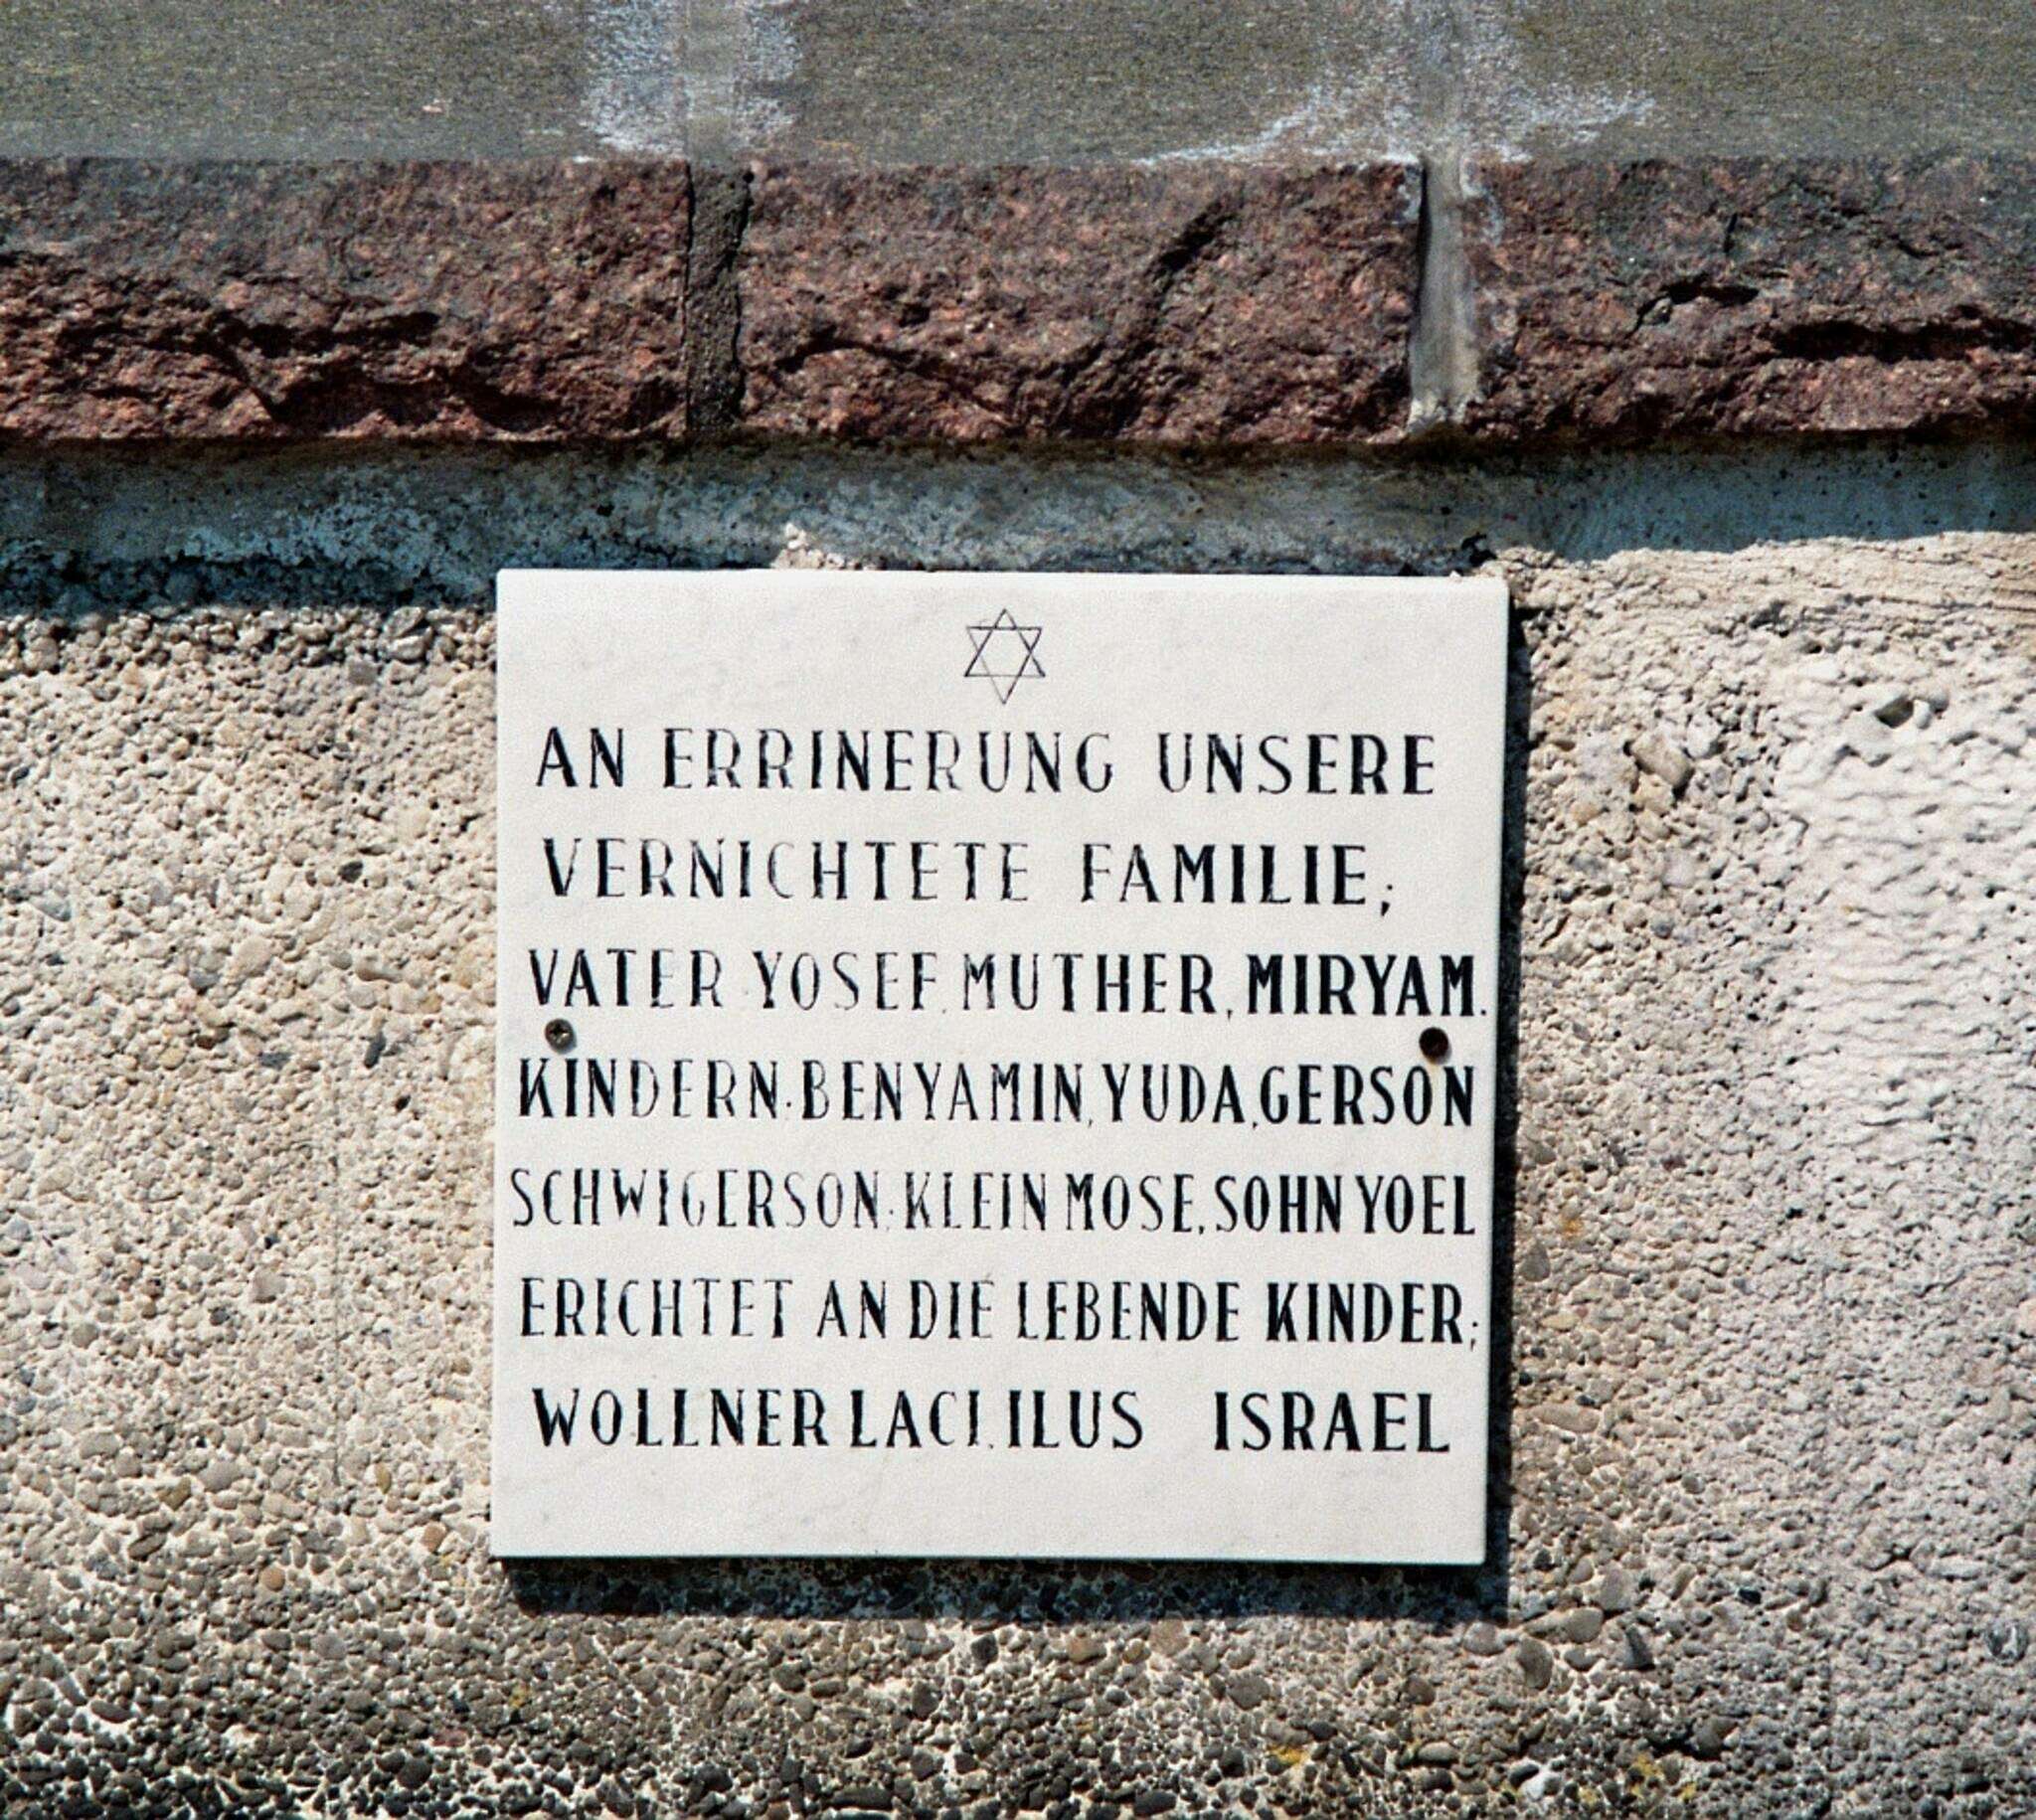 AN ERRINERUNG UNSERE
VERNICHTETE FAMILIE;
VATER YOSEF, MUTHER, MIRYAM.
KINDERN·BENYAMIN, YUDA, GERSON
SCHWIGERSON: KLEIN MOSE, SOHN YOEL
ERICHTET AN DIE LEBENDE KINDER;
WOLLNER LACI. ILUS ISRAEL